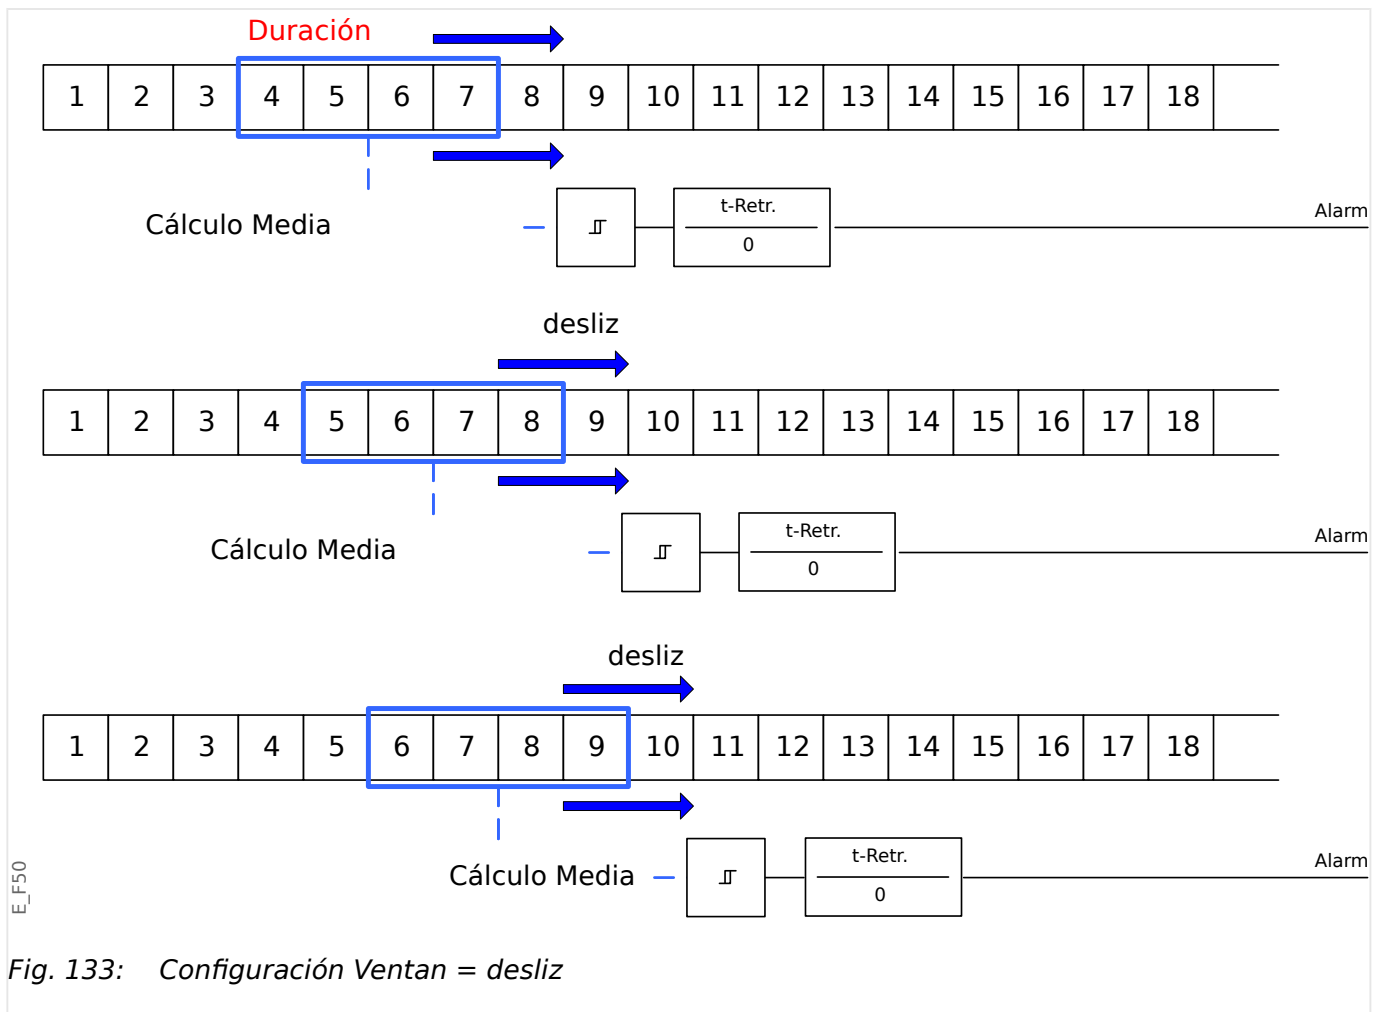 Duración
1 2 3 4 5 6 7 8 9 10 11 12 13 14 15 16 17 18
t-Retr.
Alarm
Cálculo Media
0
desliz
1 2 3 4 5 6 7 8 9 10 11 12 13 14 15 16 17 18
t-Retr.
Alarm
Cálculo Media
0
desliz
1 2 3 4 5 6 7 8 9 10 11 12 13 14 15 16 17 18
t-Retr.
Alarm
Cálculo Media
0
E_F50
Fig. 133: Configuración Ventan = desliz